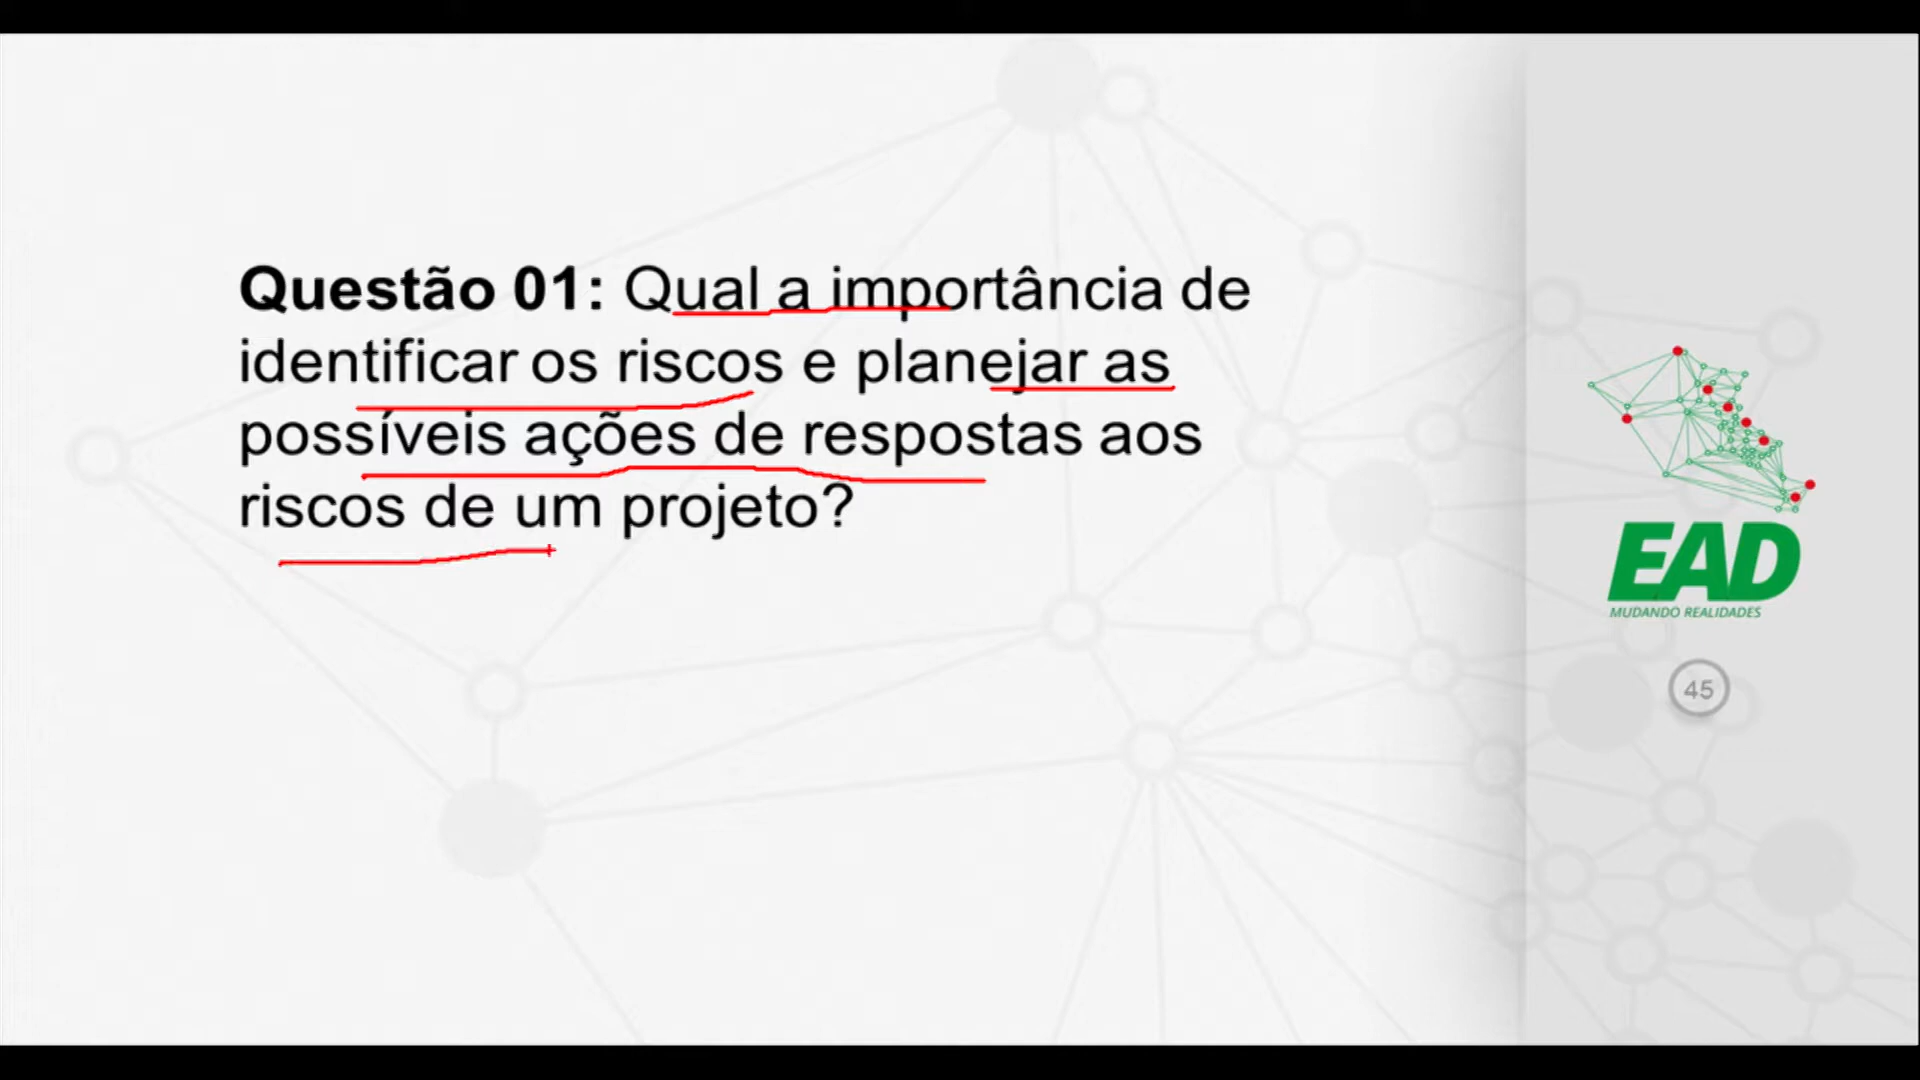 Questão 01: Qual a importância de
identificar os riscos e planejar as
possíveis ações de respostas aos
riscos de um projeto?
EAD
MUDANDO REALIDADES
45